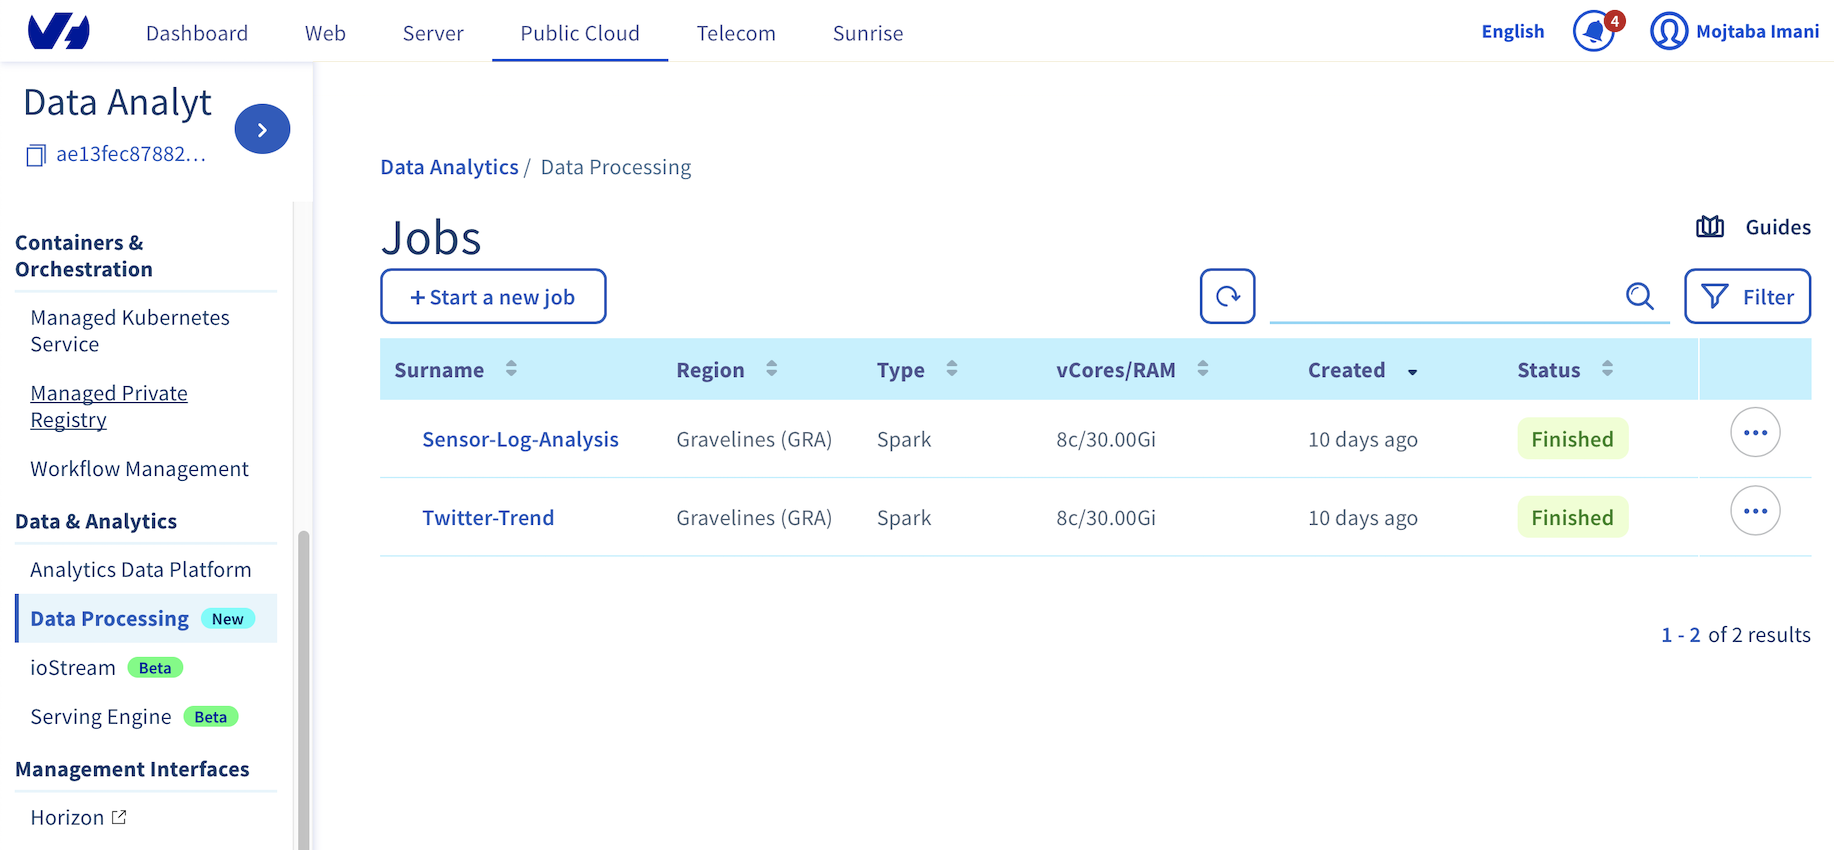 Dashboard Web Server Public Cloud Telecom Sunrise English 4 Mojtaba Imani
Data Analyt
ae13fec87882...
Containers &
Orchestration
Managed Kubernetes
Service
Managed Private
Registry
Workflow Management
Data & Analytics
Analytics Data Platform
Data Processing New
ioStream Beta
Serving Engine Beta
Management Interfaces
Horizon
Data Analytics / Data Processing
Jobs
Guides
+ Start a new job
Filter
Surname Region Type vCores/RAM Created Status
Sensor-Log-Analysis Gravelines (GRA) Spark 8c/30.00Gi 10 days ago Finished
Twitter-Trend Gravelines (GRA) Spark 8c/30.00Gi 10 days ago Finished
1 - 2 of 2 results